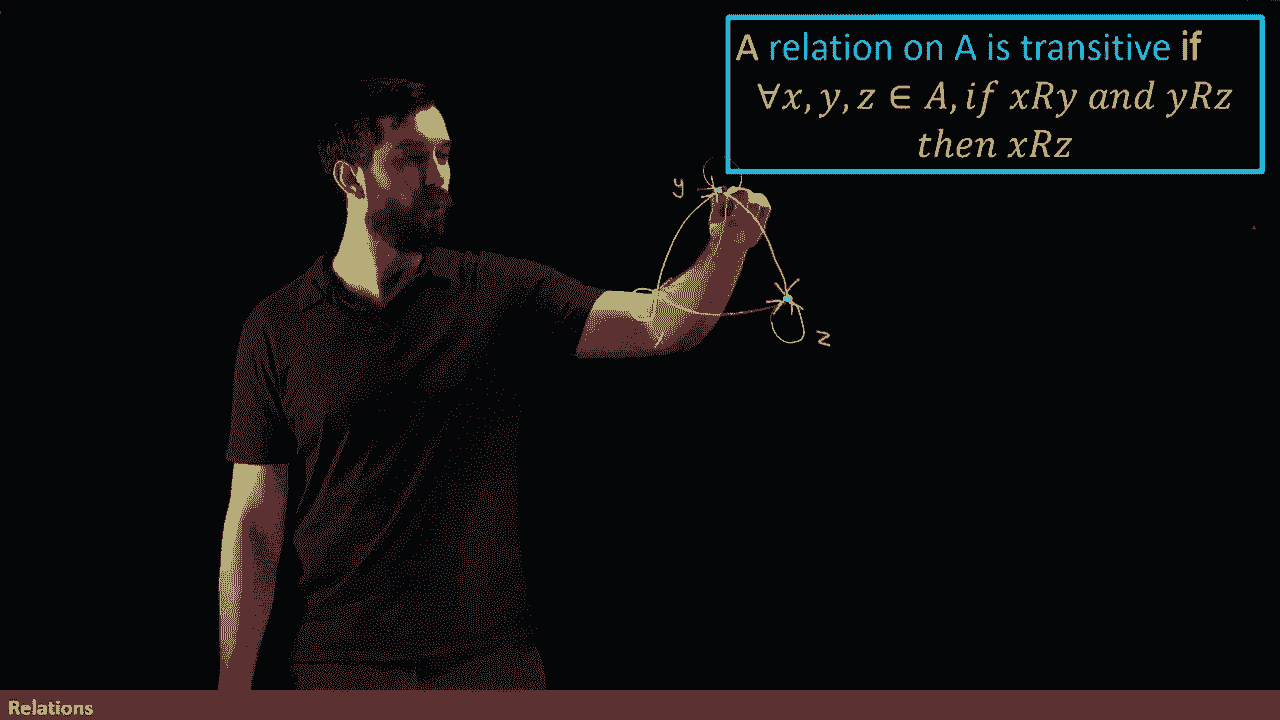 A relation on A is transitive if
∀x, y, z ∈ A, if xRy and yRz
then xRz
y
z
Relations